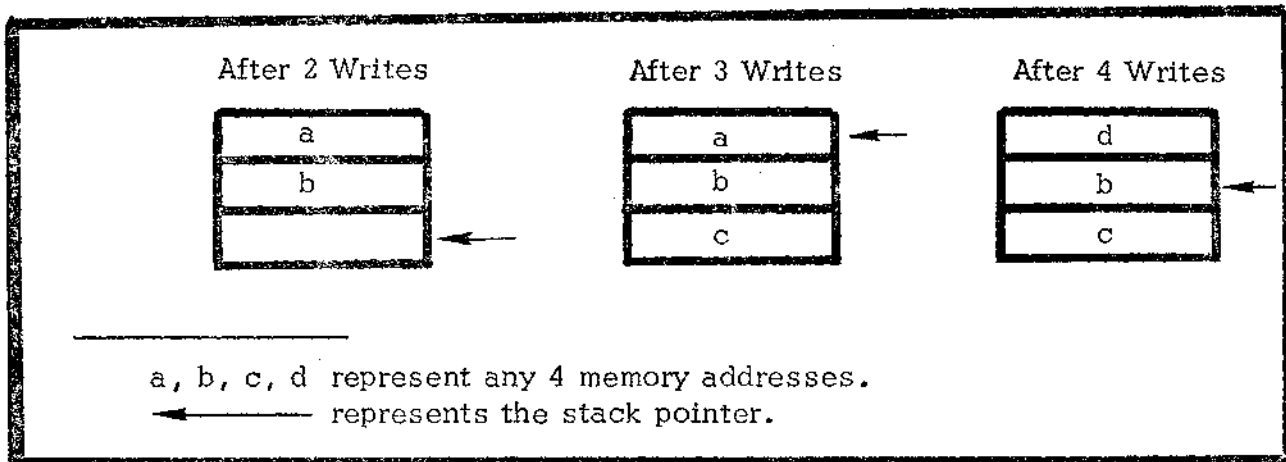 After 2 Writes After 3 Writes After 4 Writes
a a d
b b b
c c
a, b, c, d represent any 4 memory addresses.
represents the stack pointer.